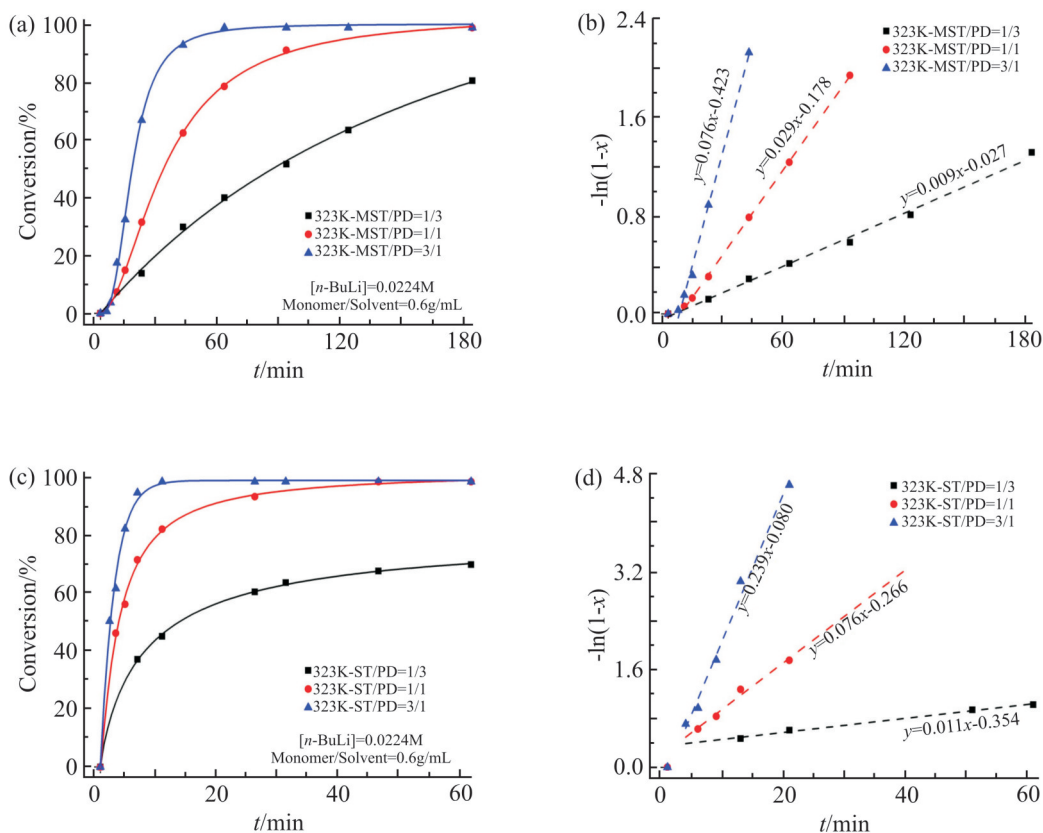 (a)
100
80
60
40
20
0
Conversion/%
323K-MST/PD=1/3
323K-MST/PD=1/1
323K-MST/PD=3/1
[n-BuLi]=0.0224M
Monomer/Solvent=0.6g/mL
0 60 120 180
t/min
(b)
2.4
1.6
0.8
0.0
-ln(1-x)
323K-MST/PD=1/3
323K-MST/PD=1/1
323K-MST/PD=3/1
y=0.076x-0.423
y=0.029x-0.178
y=0.009x-0.027
0 60 120 180
t/min
(c)
100
80
60
40
20
0
Conversion/%
323K-ST/PD=1/3
323K-ST/PD=1/1
323K-ST/PD=3/1
[n-BuLi]=0.0224M
Monomer/Solvent=0.6g/mL
0 20 40 60
t/min
(d)
4.8
3.2
1.6
0.0
-ln(1-x)
323K-ST/PD=1/3
323K-ST/PD=1/1
323K-ST/PD=3/1
y=0.239x-0.080
y=0.076x-0.266
y=0.011x-0.354
0 20 40 60
t/min